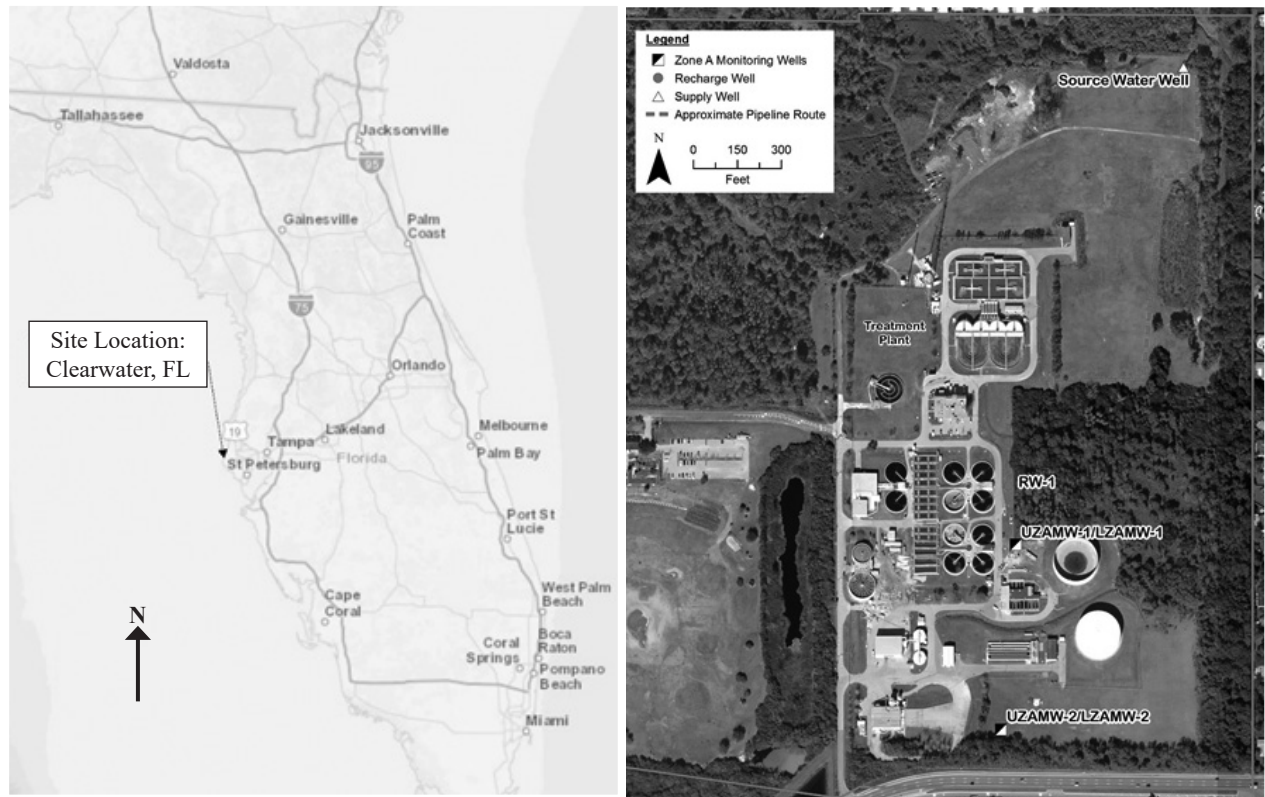 Valdosta
Tallahassee
Jacksonville
95
Gainesville
Palm
Coast
75
Site Location:
Clearwater, FL
Orlando
19
Lakeland
Melbourne
Tampa
Palm Bay
Florida
St Petersburg
Port St
Lucie
West Palm
Beach
Cape
Coral
N
Coral
Springs
Boca
Raton
Pompano
Beach
Miami
Legend
Zone A Monitoring Wells
Recharge Well
Supply Well
Approximate Pipeline Route
N
0 150 300
Feet
Source Water Well
Treatment
Plant
RW-1
UZAMW-1/LZAMW-1
UZAMW-2/LZAMW-2